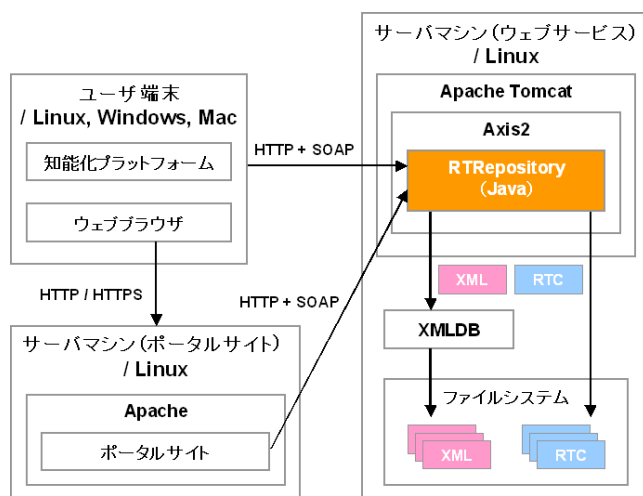 サーバマシン(ウェブサービス)
/ Linux
Apache Tomcat
Axis2
RTRepository
(Java)
ユーザ端末
/ Linux, Windows, Mac
知能化プラットフォーム
ウェブブラウザ
HTTP + SOAP
HTTP / HTTPS
HTTP + SOAP
XML
RTC
XMLDB
サーバマシン(ポータルサイト)
/ Linux
Apache
ポータルサイト
ファイルシステム
XML
RTC